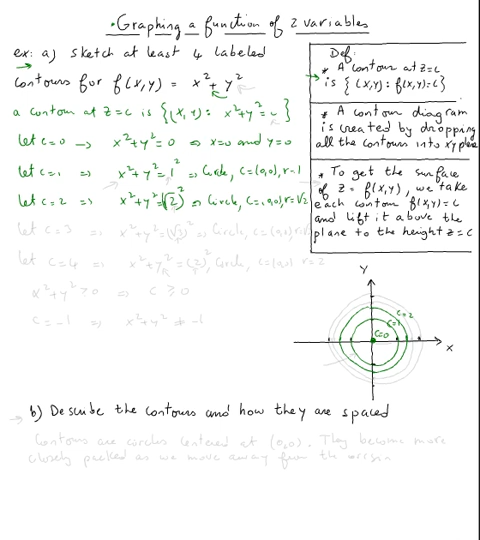 •Graphing a function of 2 variables
ex: a) sketch at least 4 labeled
contours for f(x,y) = x²+y²
a contour at z=c is {(x,y): x²+y²=c}
let c=0 → x²+y²=0 ⇒ x=0 and y=0
let c=1 ⇒ x²+y²=1² ⇒ Circle, C=(0,0), r=1
let c=2 ⇒ x²+y²=(√2)² ⇒ Circle, C=(0,0), r=√2
let c=3 ⇒ x²+y²=(√3)² ⇒ Circle, C=(0,0)
let c=4 ⇒ x²+y²=(2)², Circle, C=(0,0) r=2
x²+y² ≥0 ⇒ c≥0
c=-1 ⇒ x²+y² ≠ -1
Def:
* A contour at z=c
is {(x,y): f(x,y)=c}
* A contour diagram
is created by dropping
all the contours into xy plane
* To get the surface
of z = f(x,y), we take
each contour f(x,y)=c
and lift it above the
plane to the height z=c
Y
c=2
c=1
c=0
X
b) Describe the contours and how they are spaced
Contours are circles centered at (0,0). They become more
closely packed as we move away from the origin